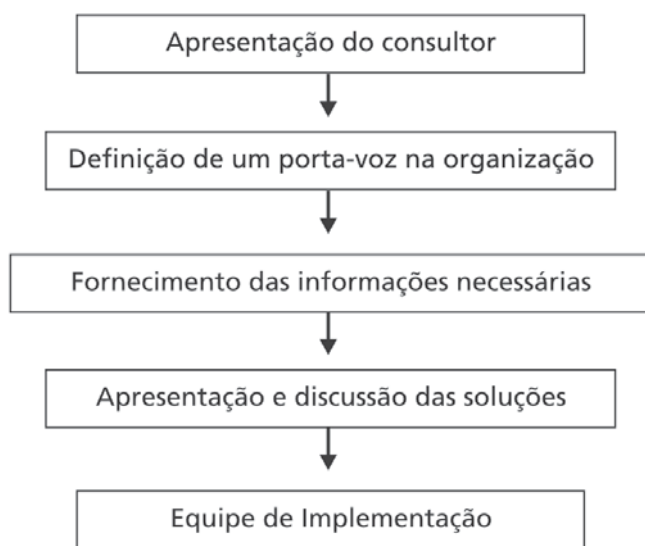 Apresentação do consultor
Definição de um porta-voz na organização
Fornecimento das informações necessárias
Apresentação e discussão das soluções
Equipe de Implementação